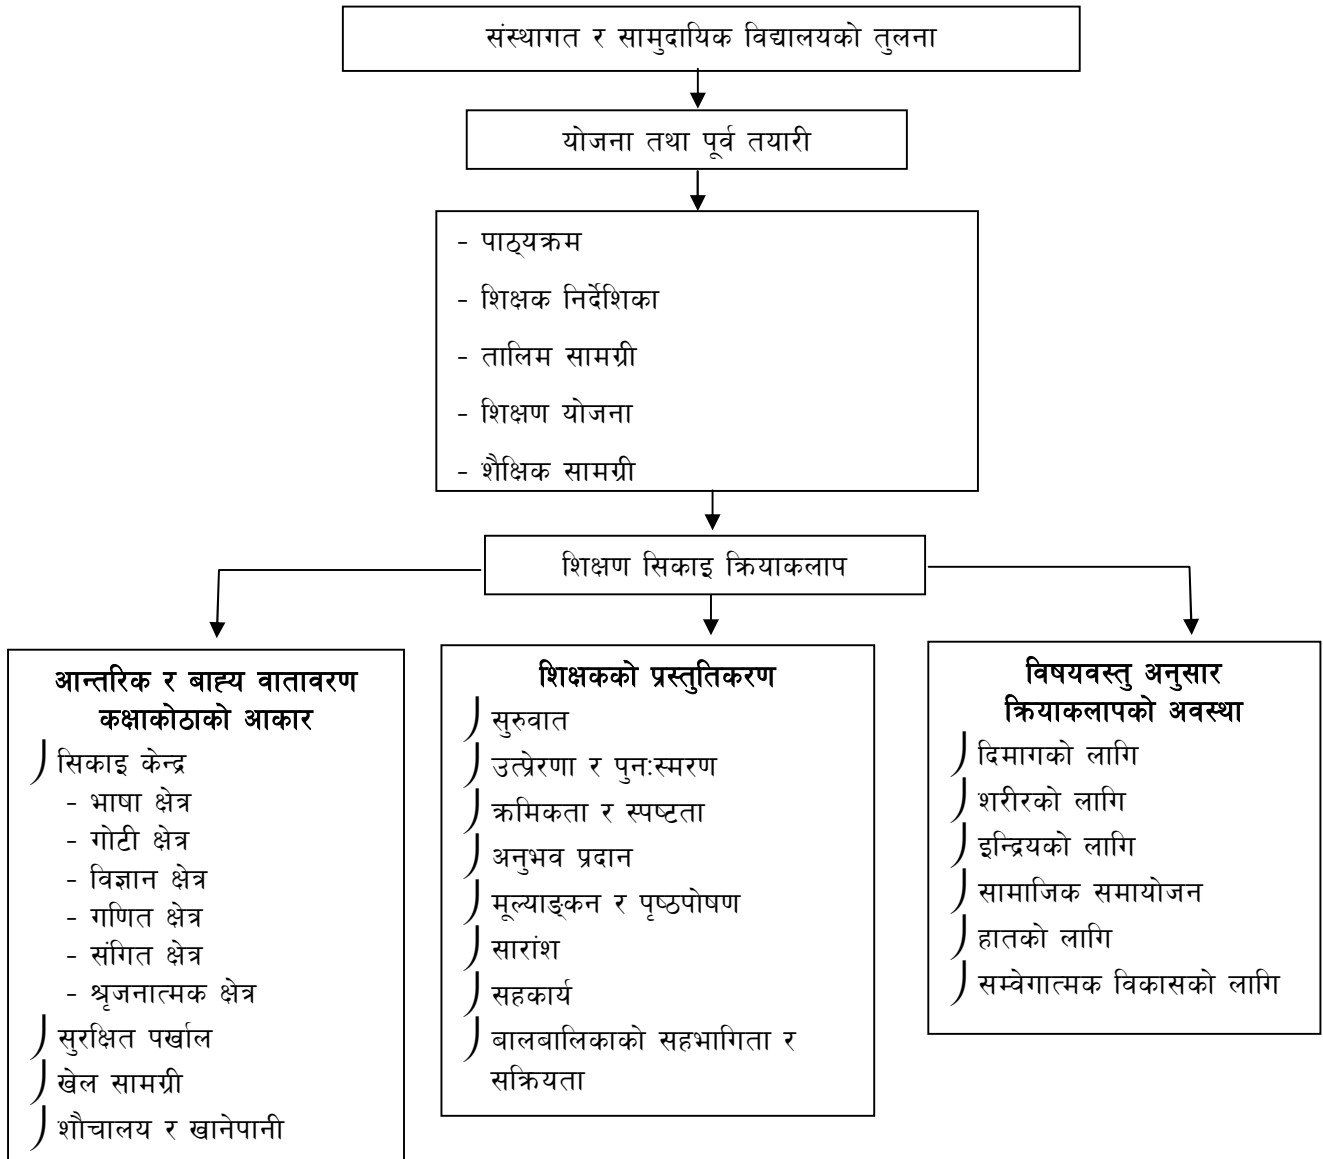 संस्थागत र सामुदायिक विद्यालयको तुलना
योजना तथा पूर्व तयारी
- पाठ्यक्रम
- शिक्षक निर्देशिका
- तालिम सामग्री
- शिक्षण योजना
- शैक्षिक सामग्री
शिक्षण सिकाइ क्रियाकलाप
आन्तरिक र बाह्य वातावरण
कक्षाकोठाको आकार
सिकाइ केन्द्र
- भाषा क्षेत्र
- गोटी क्षेत्र
- विज्ञान क्षेत्र
- गणित क्षेत्र
- संगित क्षेत्र
- श्रृजनात्मक क्षेत्र
सुरक्षित पर्खाल
खेल सामग्री
शौचालय र खानेपानी
शिक्षकको प्रस्तुतिकरण
सुरुवात
उत्प्रेरणा र पुनःस्मरण
क्रमिकता र स्पष्टता
अनुभव प्रदान
मूल्याङ्कन र पृष्ठपोषण
सारांश
सहकार्य
बालबालिकाको सहभागिता र
सक्रियता
विषयवस्तु अनुसार
क्रियाकलापको अवस्था
दिमागको लागि
शरीरको लागि
इन्द्रियको लागि
सामाजिक समायोजन
हातको लागि
सम्वेगात्मक विकासको लागि